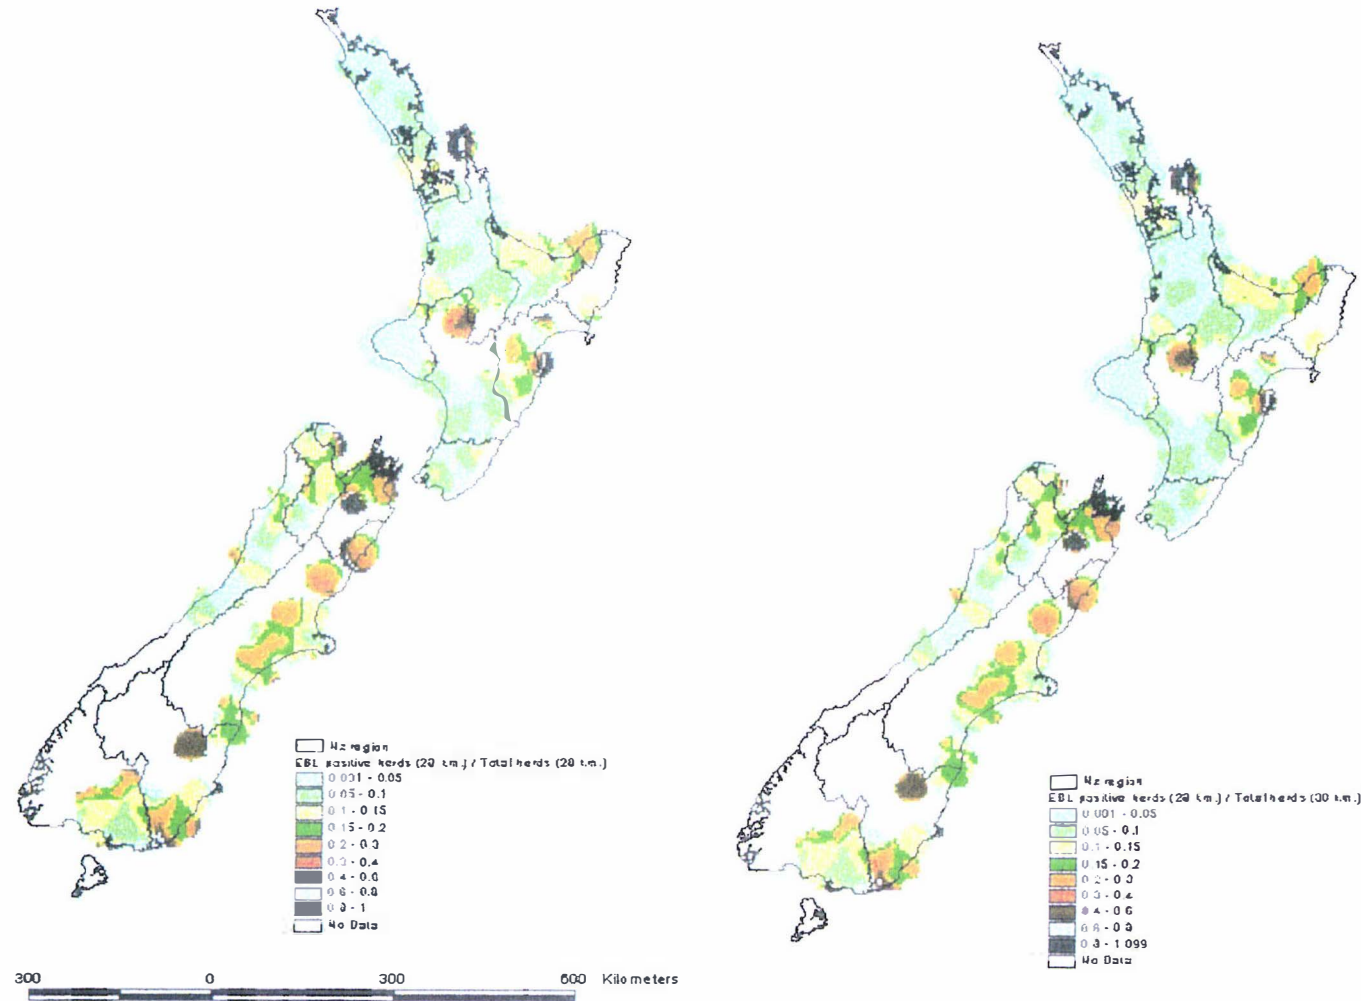 Nz region
EBL positive herds (20 km.) / Total herds (20 km.)
0.001 - 0.05
0.05 - 0.1
0.1 - 0.15
0.15 - 0.2
0.2 - 0.3
0.3 - 0.4
0.4 - 0.6
0.6 - 0.8
0.8 - 1
No Data
Nz region
EBL positive herds (20 km.) / Total herds (30 km.)
0.001 - 0.05
0.05 - 0.1
0.1 - 0.15
0.15 - 0.2
0.2 - 0.3
0.3 - 0.4
0.4 - 0.6
0.6 - 0.8
0.8 - 1.099
No Data
300 0 300 600 Kilometers